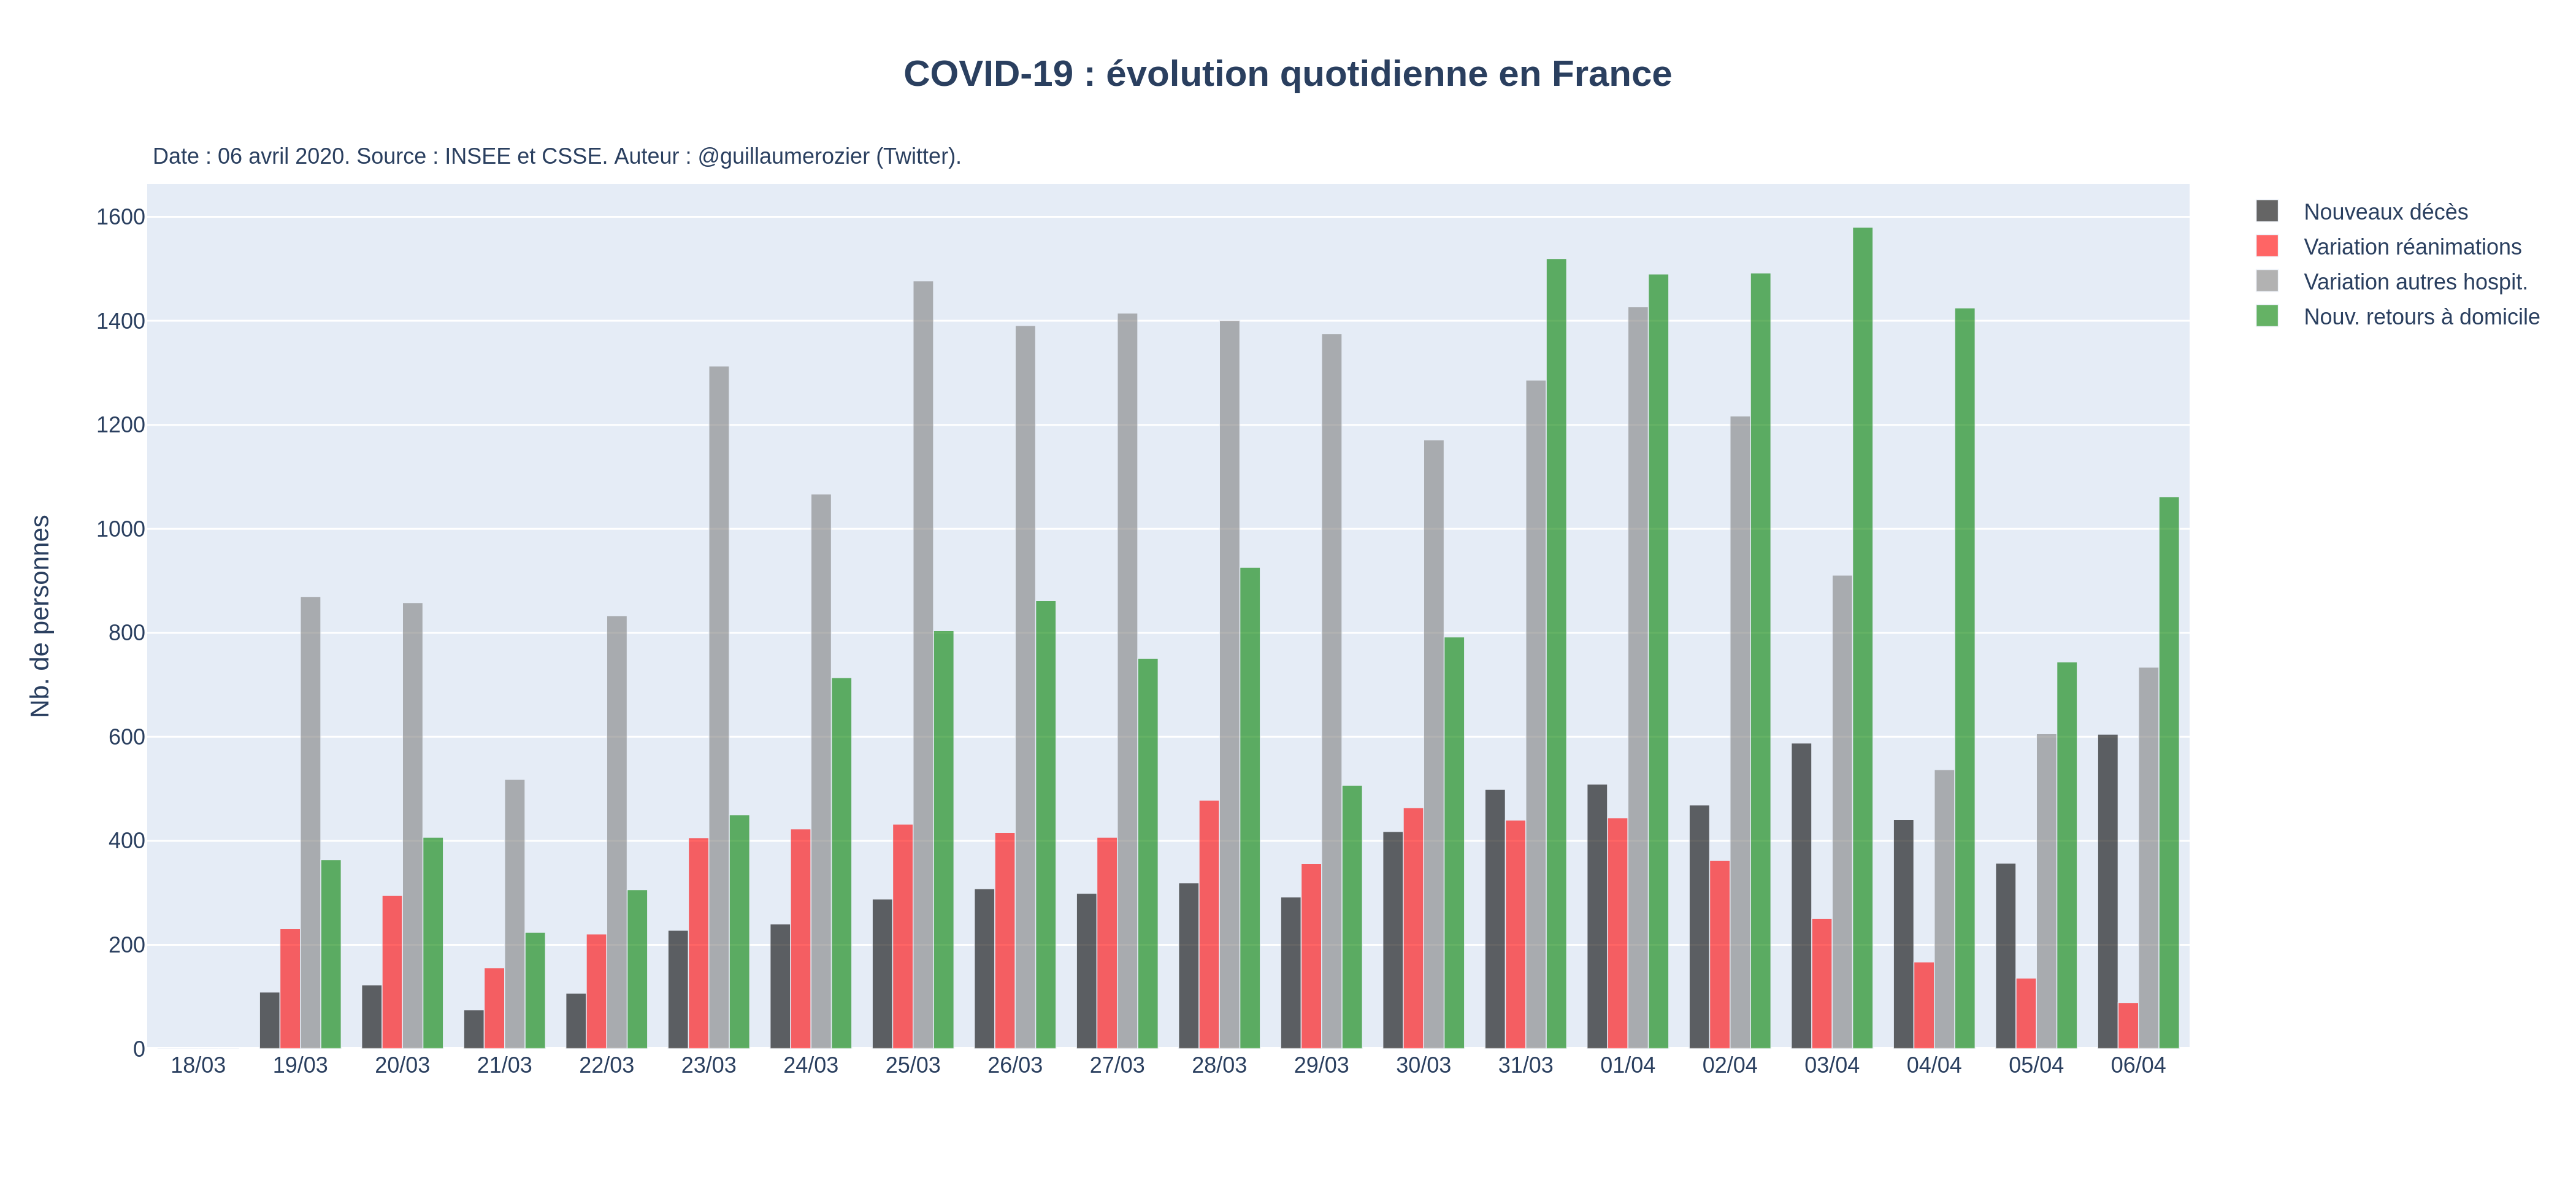 COVID-19 : évolution quotidienne en France
Date : 06 avril 2020. Source : INSEE et CSSE. Auteur : @guillaumerozier (Twitter).
Nouveaux décès
Variation réanimations
Variation autres hospit.
Nouv. retours à domicile
Nb. de personnes
1600
1400
1200
1000
800
600
400
200
0
18/03 19/03 20/03 21/03 22/03 23/03 24/03 25/03 26/03 27/03 28/03 29/03 30/03 31/03 01/04 02/04 03/04 04/04 05/04 06/04